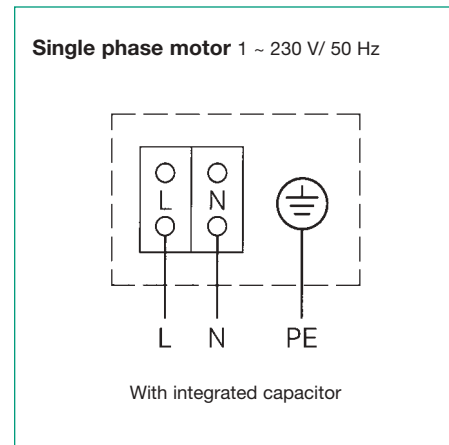 Single phase motor 1 ~ 230 V/ 50 Hz
L N
L N PE
With integrated capacitor